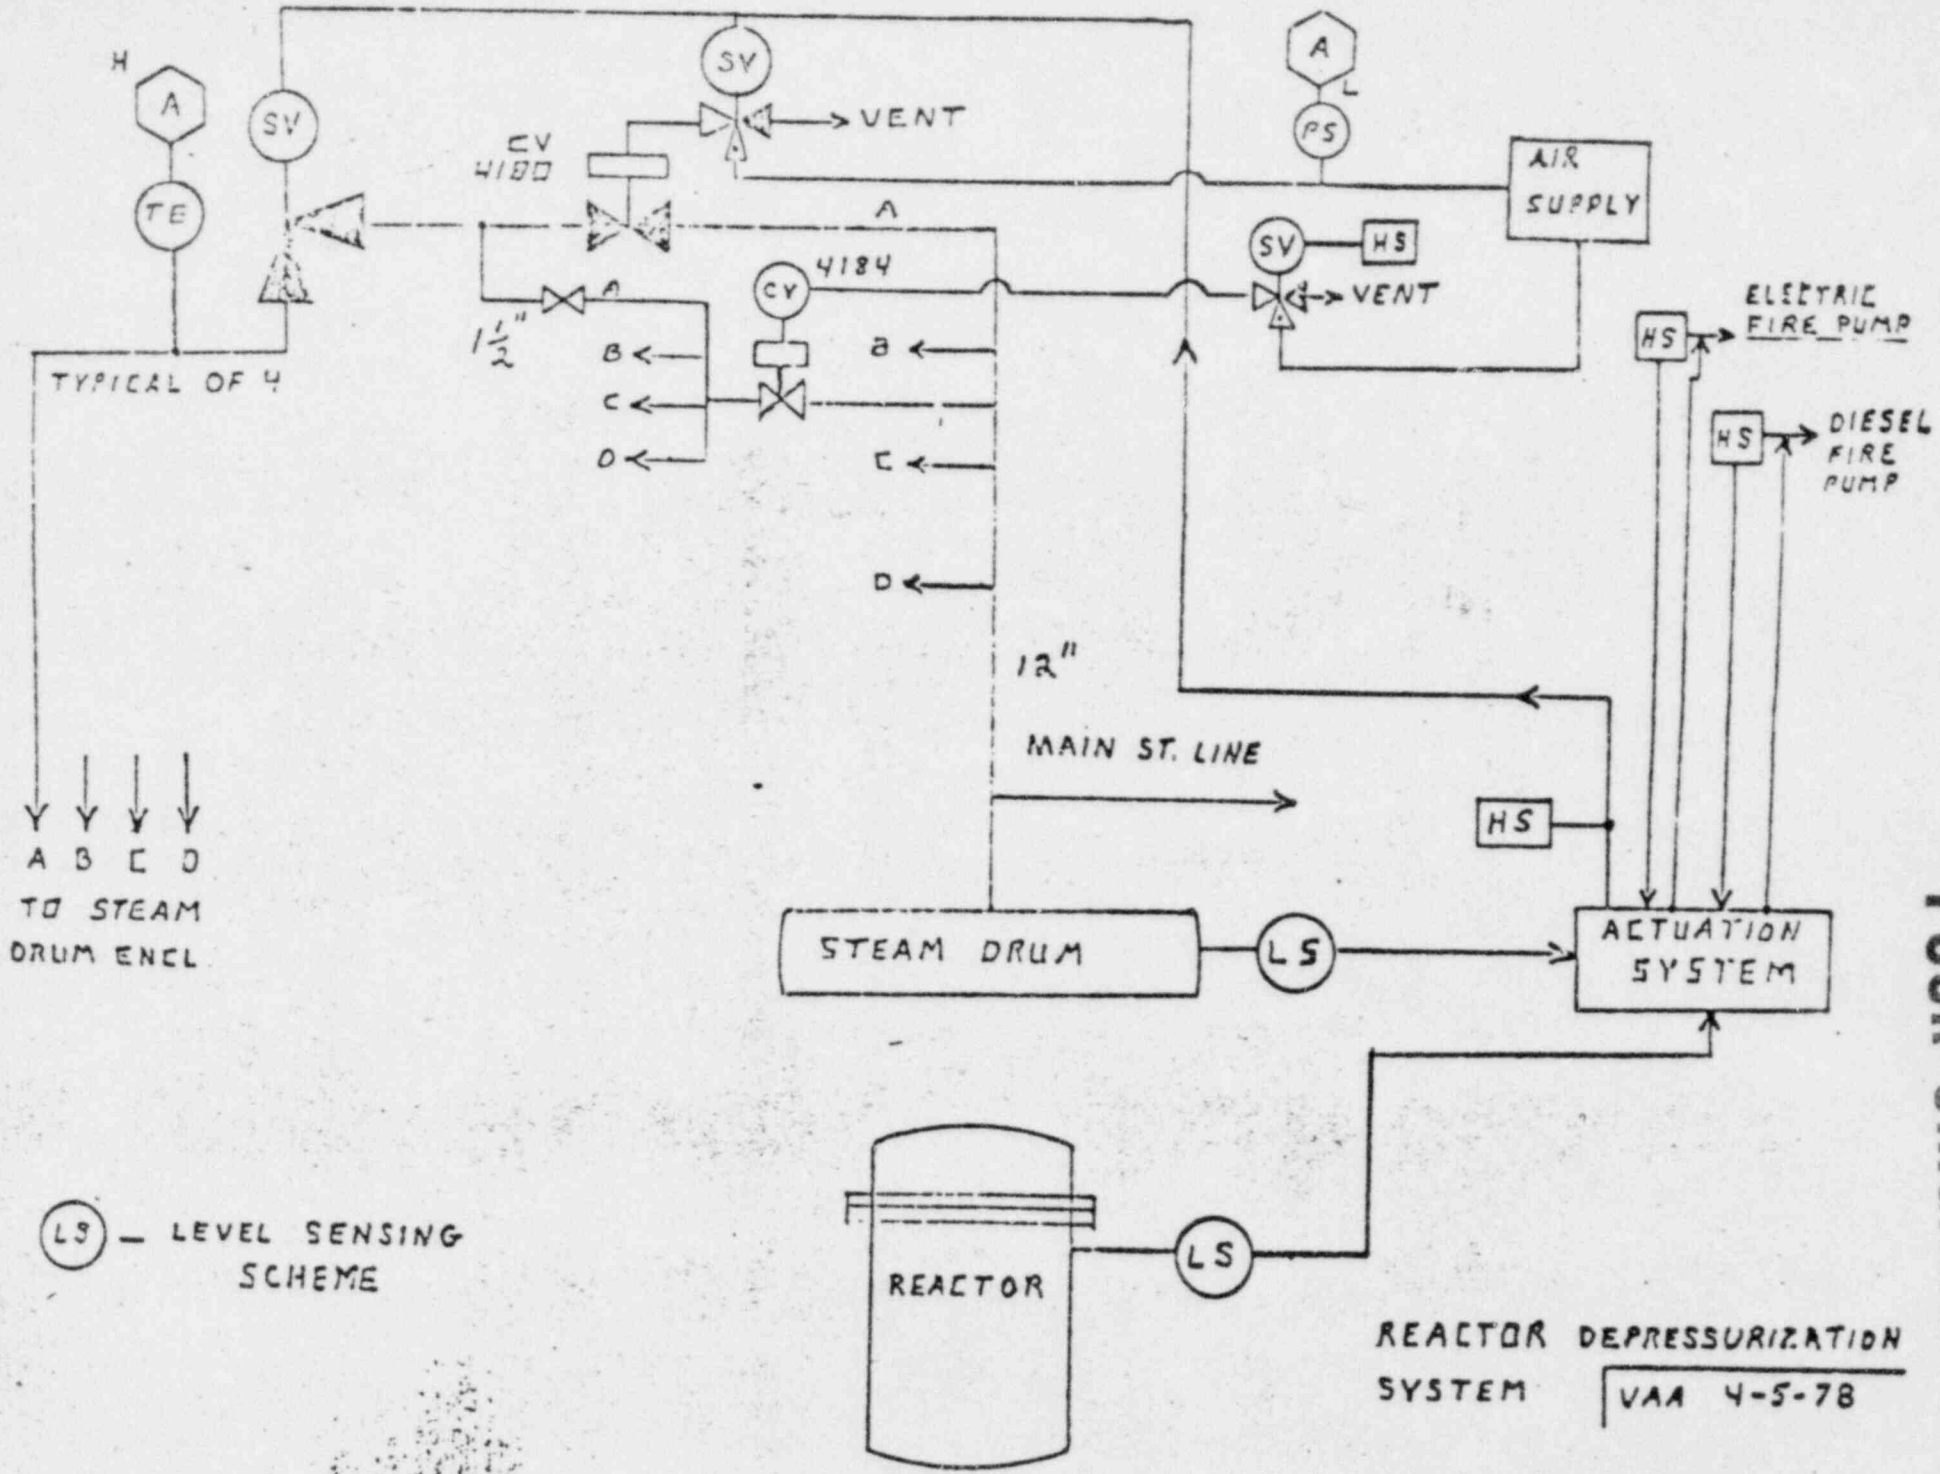 H
A
SV
TE
SV
VENT
CV
4180
A
L
PS
AIR
SUPPLY
A
SV
HS
VENT
CV
4184
A
1 1/2"
B
C
D
B
C
D
TYPICAL OF 4
HS
ELECTRIC
FIRE PUMP
HS
DIESEL
FIRE
PUMP
12"
MAIN ST. LINE
HS
A B C D
TO STEAM
DRUM ENCL.
STEAM DRUM
LS
ACTUATION
SYSTEM
LS – LEVEL SENSING
SCHEME
REACTOR
LS
REACTOR DEPRESSURIZATION
SYSTEM
VAA 4-5-78